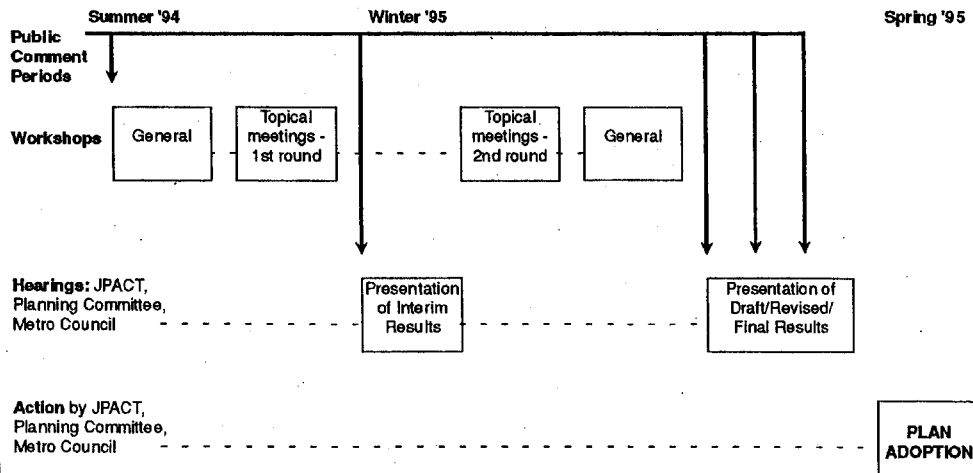 Summer '94 Winter '95 Spring '95
Public
Comment
Periods
Workshops
General
Topical
meetings -
1st round
Topical
meetings -
2nd round
General
Hearings: JPACT,
Planning Committee,
Metro Council
Presentation
of Interim
Results
Presentation of
Draft/Revised/
Final Results
Action by JPACT,
Planning Committee,
Metro Council
PLAN
ADOPTION